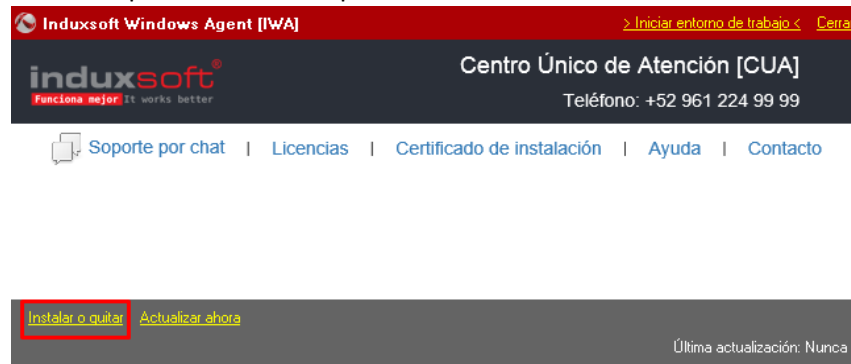 Induxsoft Windows Agent [IWA] > Iniciar entorno de trabajo <
induxsoft® Centro Único de Atención [CUA]
Funciona mejor It works better Teléfono: +52 961 224 99 99
Soporte por chat | Licencias | Certificado de instalación | Ayuda | Contacto
Instalar o quitar Actualizar ahora
Última actualización: Nunca